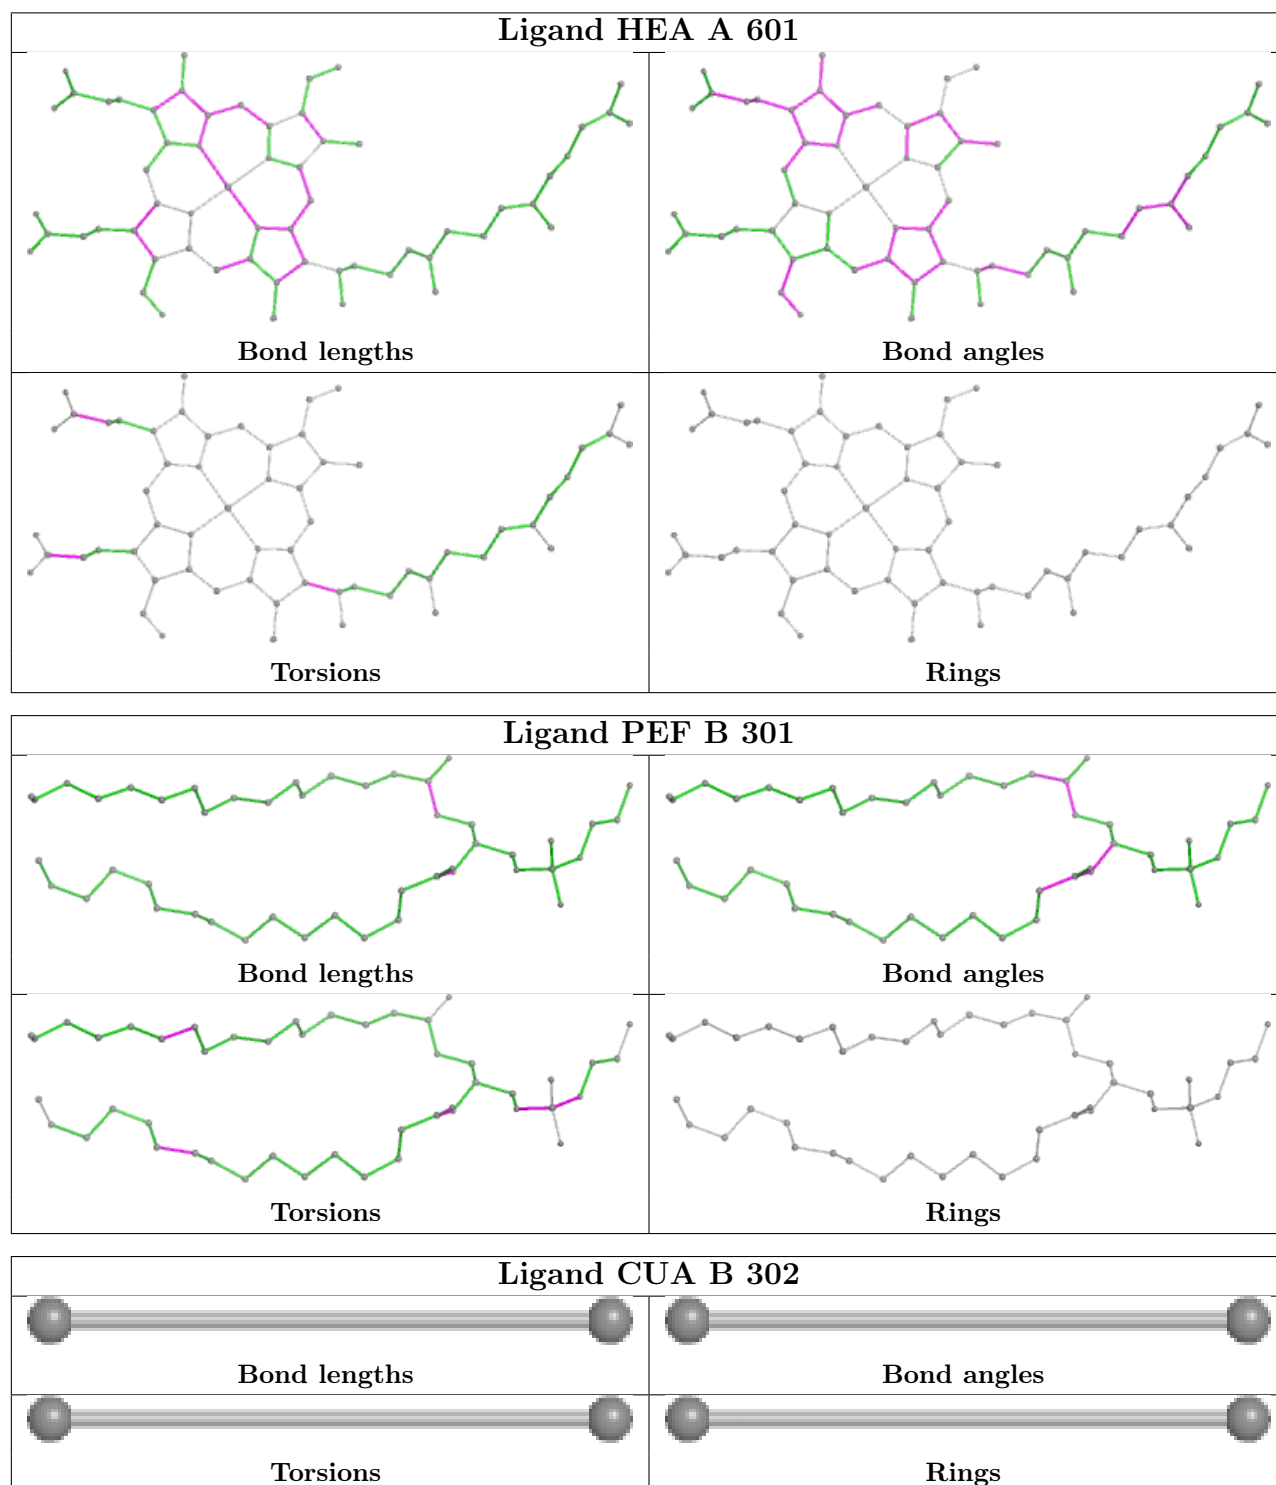 Ligand HEA A 601
Bond lengths
Bond angles
Torsions
Rings
Ligand PEF B 301
Bond lengths
Bond angles
Torsions
Rings
Ligand CUA B 302
Bond lengths
Bond angles
Torsions
Rings